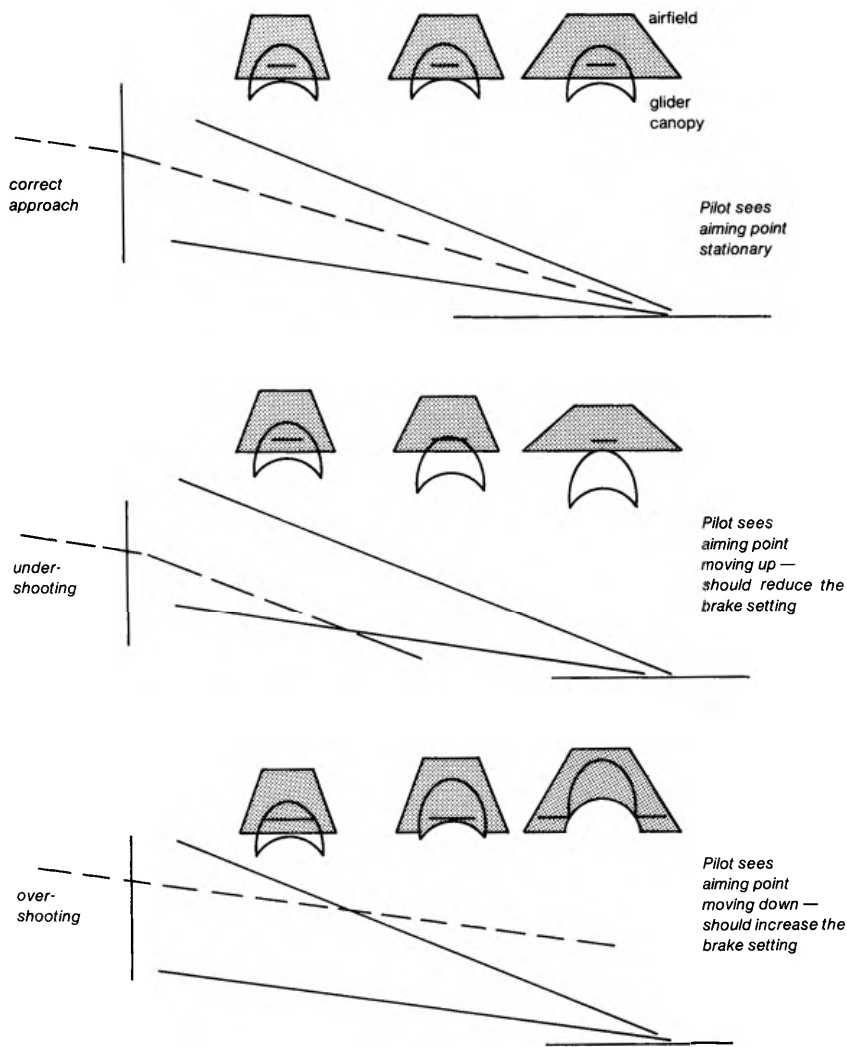 airfield
glider
canopy
correct
approach
Pilot sees
aiming point
stationary
under-
shooting
Pilot sees
aiming point
moving up —
should reduce the
brake setting
over-
shooting
Pilot sees
aiming point
moving down —
should increase the
brake setting